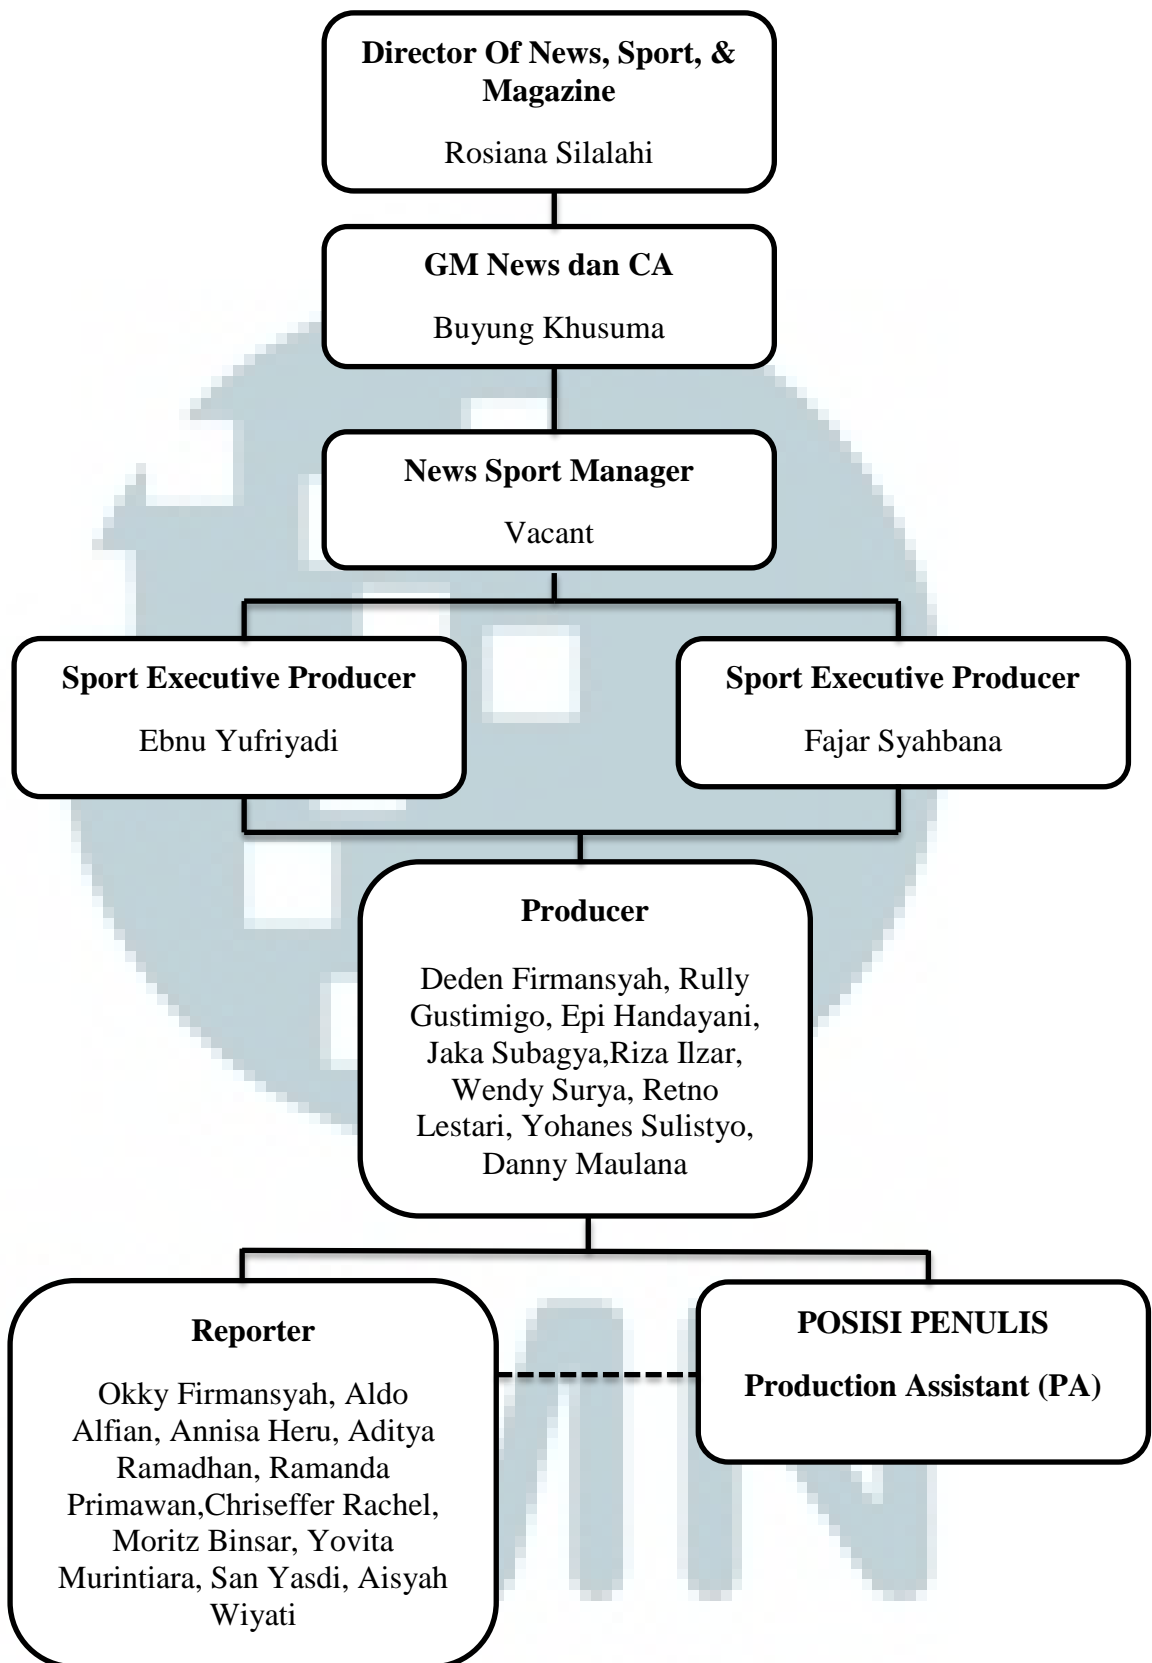 Director Of News, Sport, &
Magazine
Rosiana Silalahi
GM News dan CA
Buyung Khusuma
News Sport Manager
Vacant
Sport Executive Producer
Ebnu Yufriyadi
Sport Executive Producer
Fajar Syahbana
Producer
Deden Firmansyah, Rully
Gustimigo, Epi Handayani,
Jaka Subagya,Riza Ilzar,
Wendy Surya, Retno
Lestari, Yohanes Sulistyo,
Danny Maulana
Reporter
Okky Firmansyah, Aldo
Alfian, Annisa Heru, Aditya
Ramadhan, Ramanda
Primawan,Chriseffer Rachel,
Moritz Binsar, Yovita
Murintiara, San Yasdi, Aisyah
Wiyati
POSISI PENULIS
Production Assistant (PA)